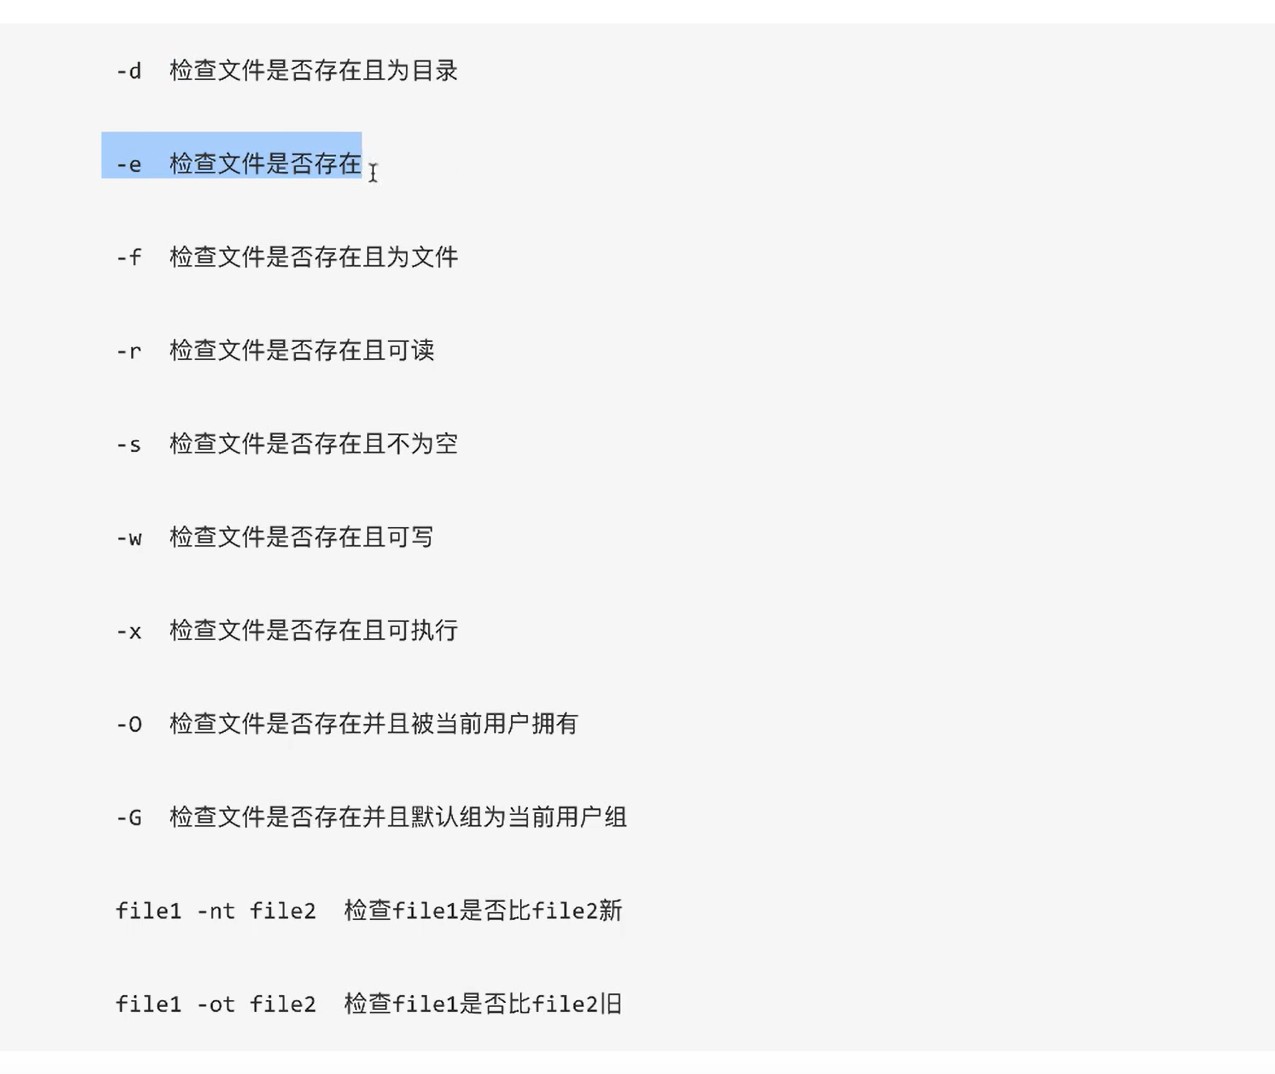 -d  检查文件是否存在且为目录
-e  检查文件是否存在
-f  检查文件是否存在且为文件
-r  检查文件是否存在且可读
-s  检查文件是否存在且不为空
-w  检查文件是否存在且可写
-x  检查文件是否存在且可执行
-O  检查文件是否存在并且被当前用户拥有
-G  检查文件是否存在并且默认组为当前用户组
file1 -nt file2  检查file1是否比file2新
file1 -ot file2  检查file1是否比file2旧